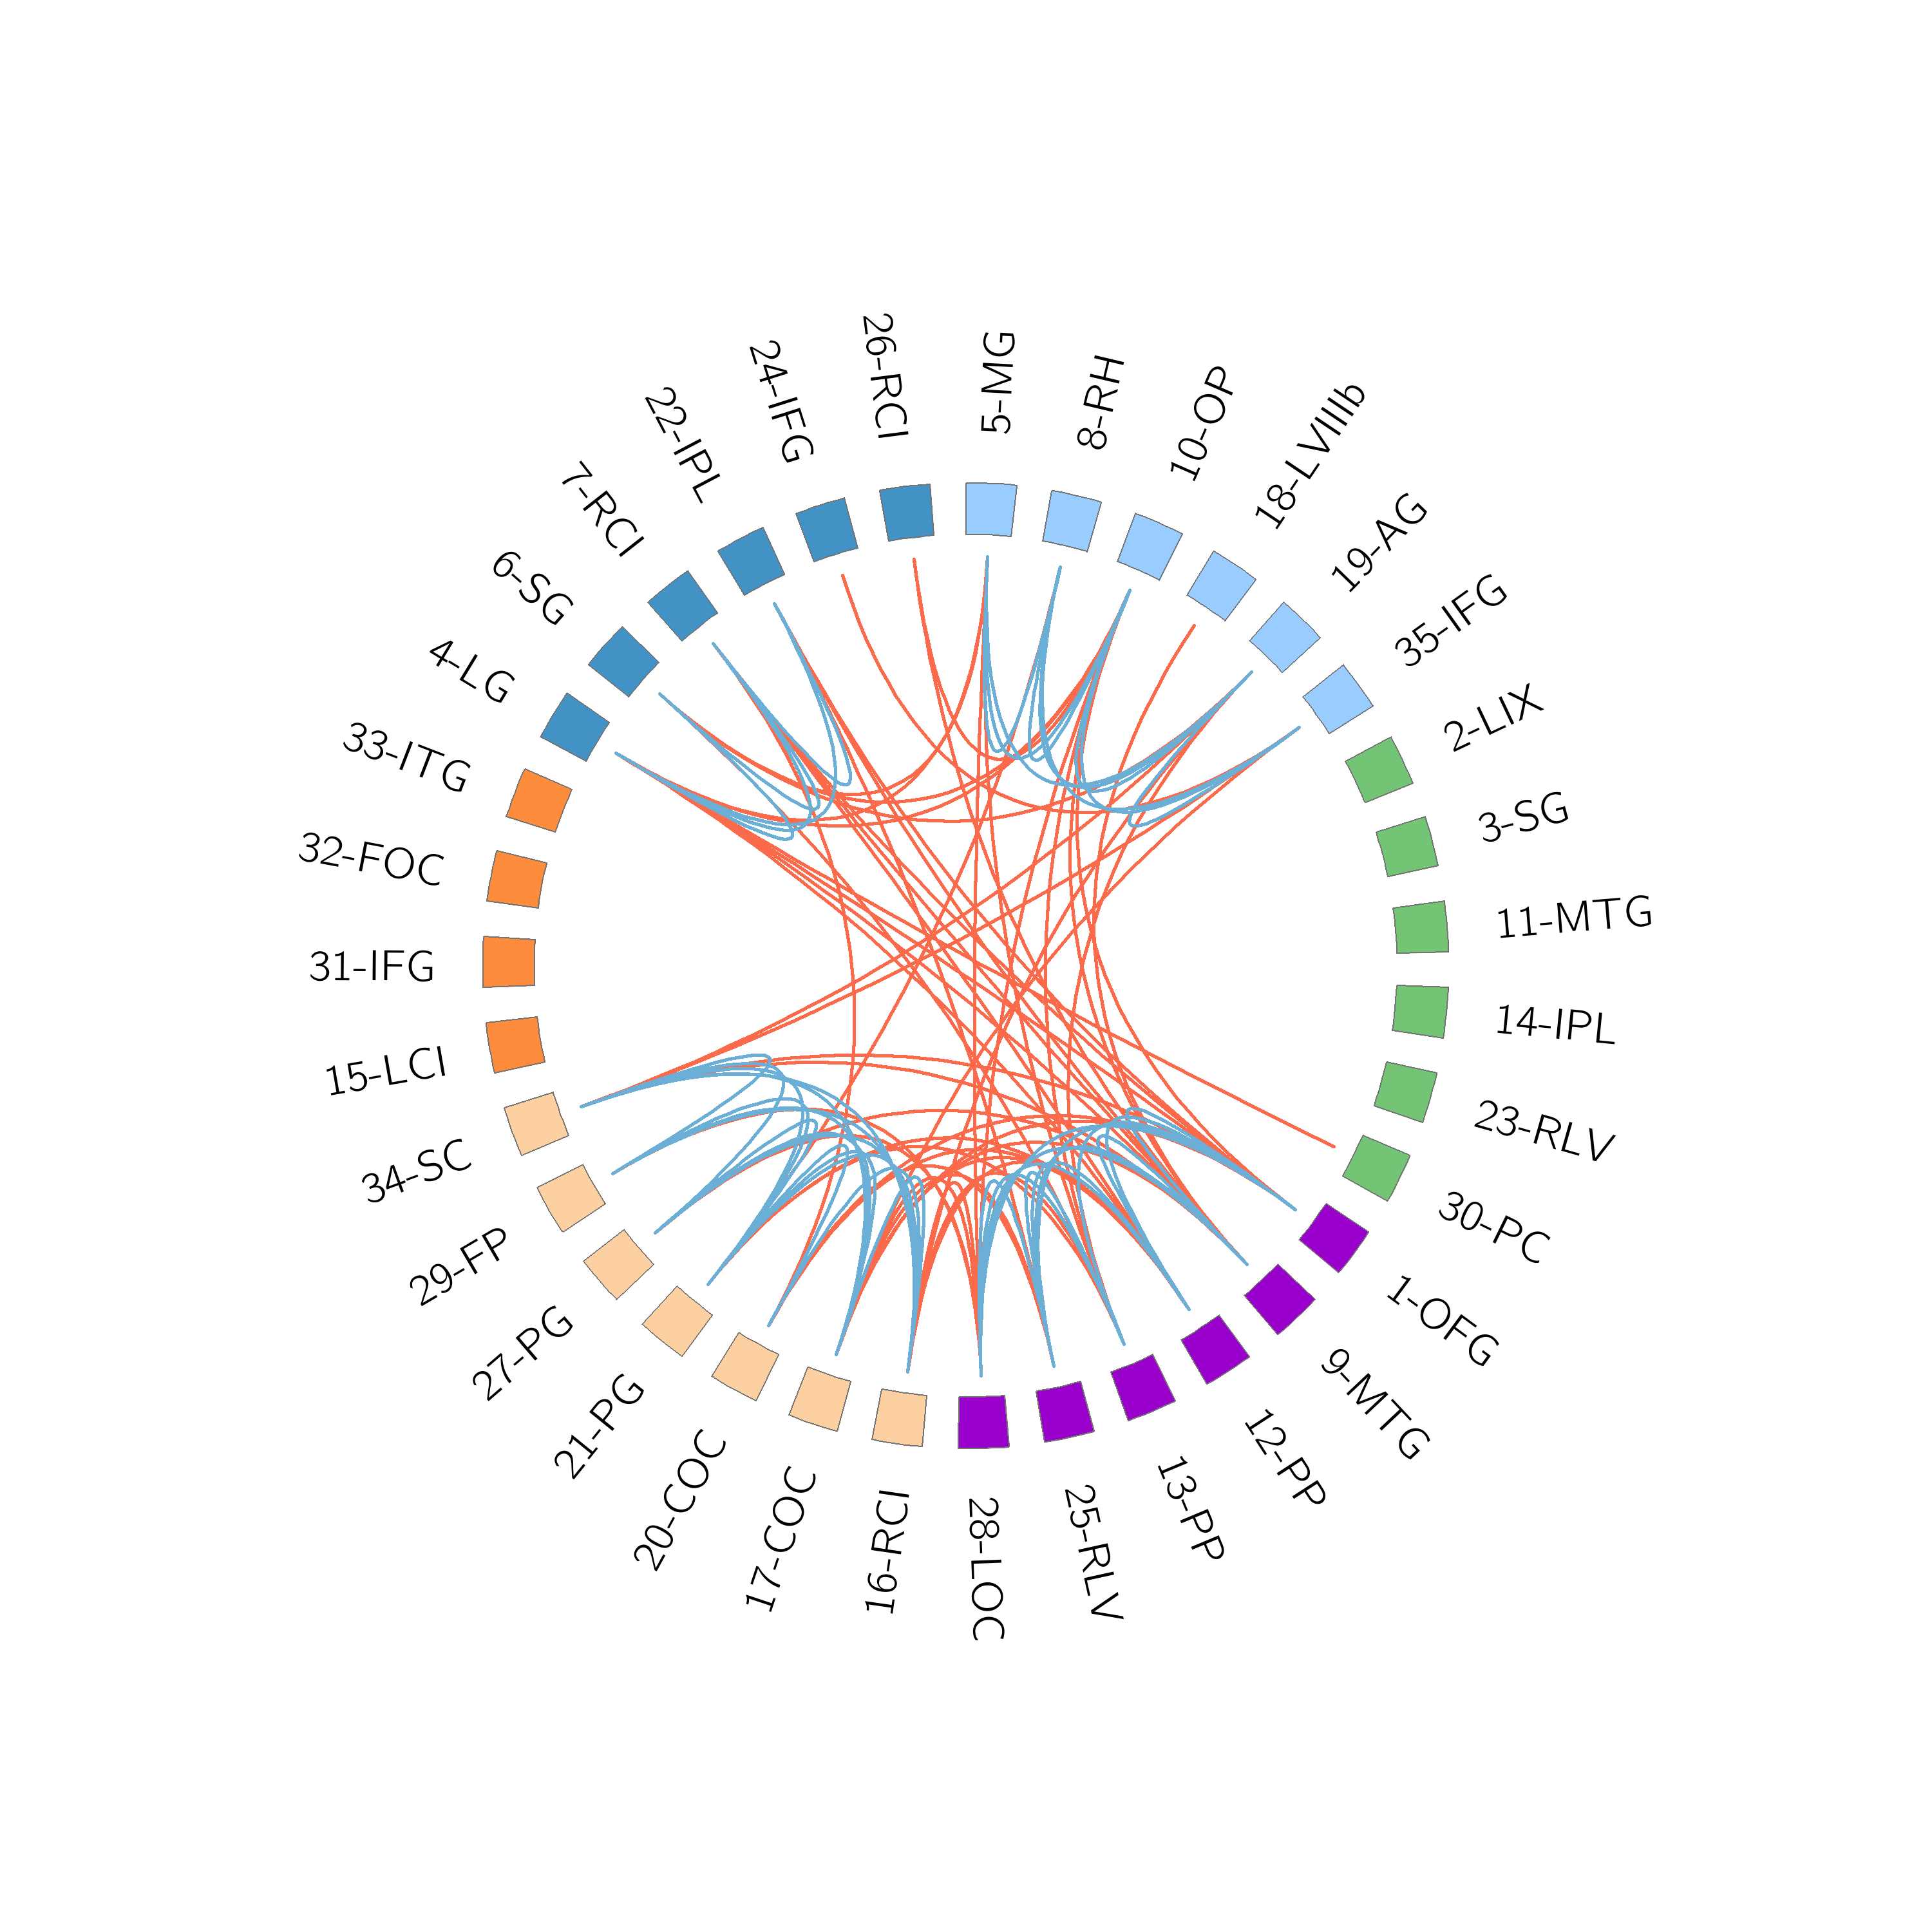 5-MG
8-RH
10-OP
18-LVIIIb
19-AG
35-IFG
2-LIX
3-SG
11-MTG
14-IPL
23-RLV
30-PC
1-OFG
9-MTG
12-PP
13-PP
25-RLV
28-LOC
16-RCI
17-COC
20-COC
21-PG
27-PG
29-FP
34-SC
15-LCI
31-IFG
32-FOC
33-ITG
4-LG
6-SG
7-RCI
22-IPL
24-IFG
26-RCI